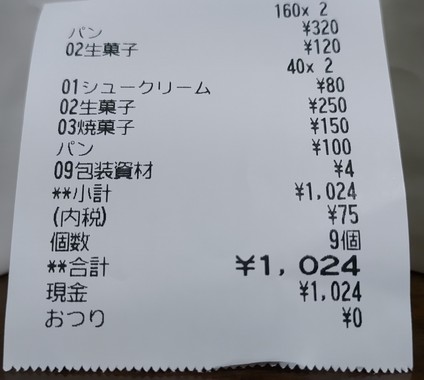 160x 2
パン ¥320
02生菓子 ¥120
40x 2
01シュークリーム ¥80
02生菓子 ¥250
03焼菓子 ¥150
パン ¥100
09包装資材 ¥4
**小計 ¥1,024
(内税) ¥75
個数 9個
**合計 ¥1,024
現金 ¥1,024
おつり ¥0